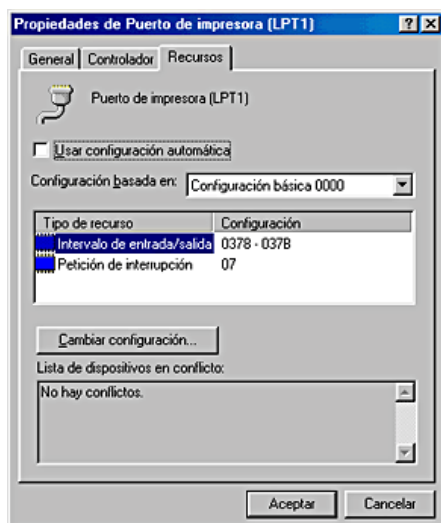 Propiedades de Puerto de impresora (LPT1)
General Controlador Recursos
Puerto de impresora (LPT1)
Usar configuración automática
Configuración basada en: Configuración básica 0000
Tipo de recurso Configuración
Intervalo de entrada/salida 0378 - 037B
Petición de interrupción 07
Cambiar configuración...
Lista de dispositivos en conflicto:
No hay conflictos.
Aceptar Cancelar